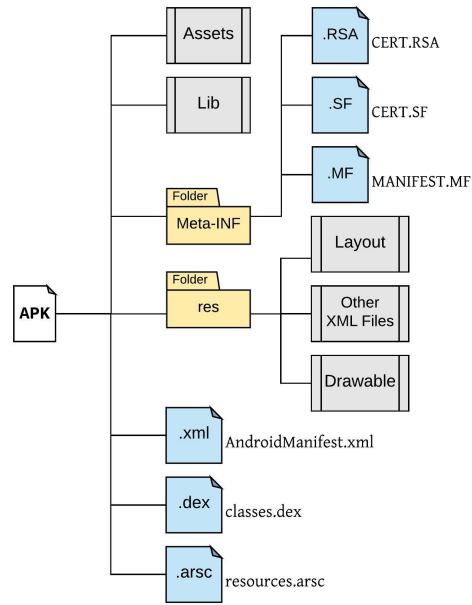 Assets
Lib
Folder
Meta-INF
.RSA
CERT.RSA
.SF
CERT.SF
.MF
MANIFEST.MF
APK
Folder
res
Layout
Other
XML Files
Drawable
.xml
AndroidManifest.xml
.dex
classes.dex
.arsc
resources.arsc